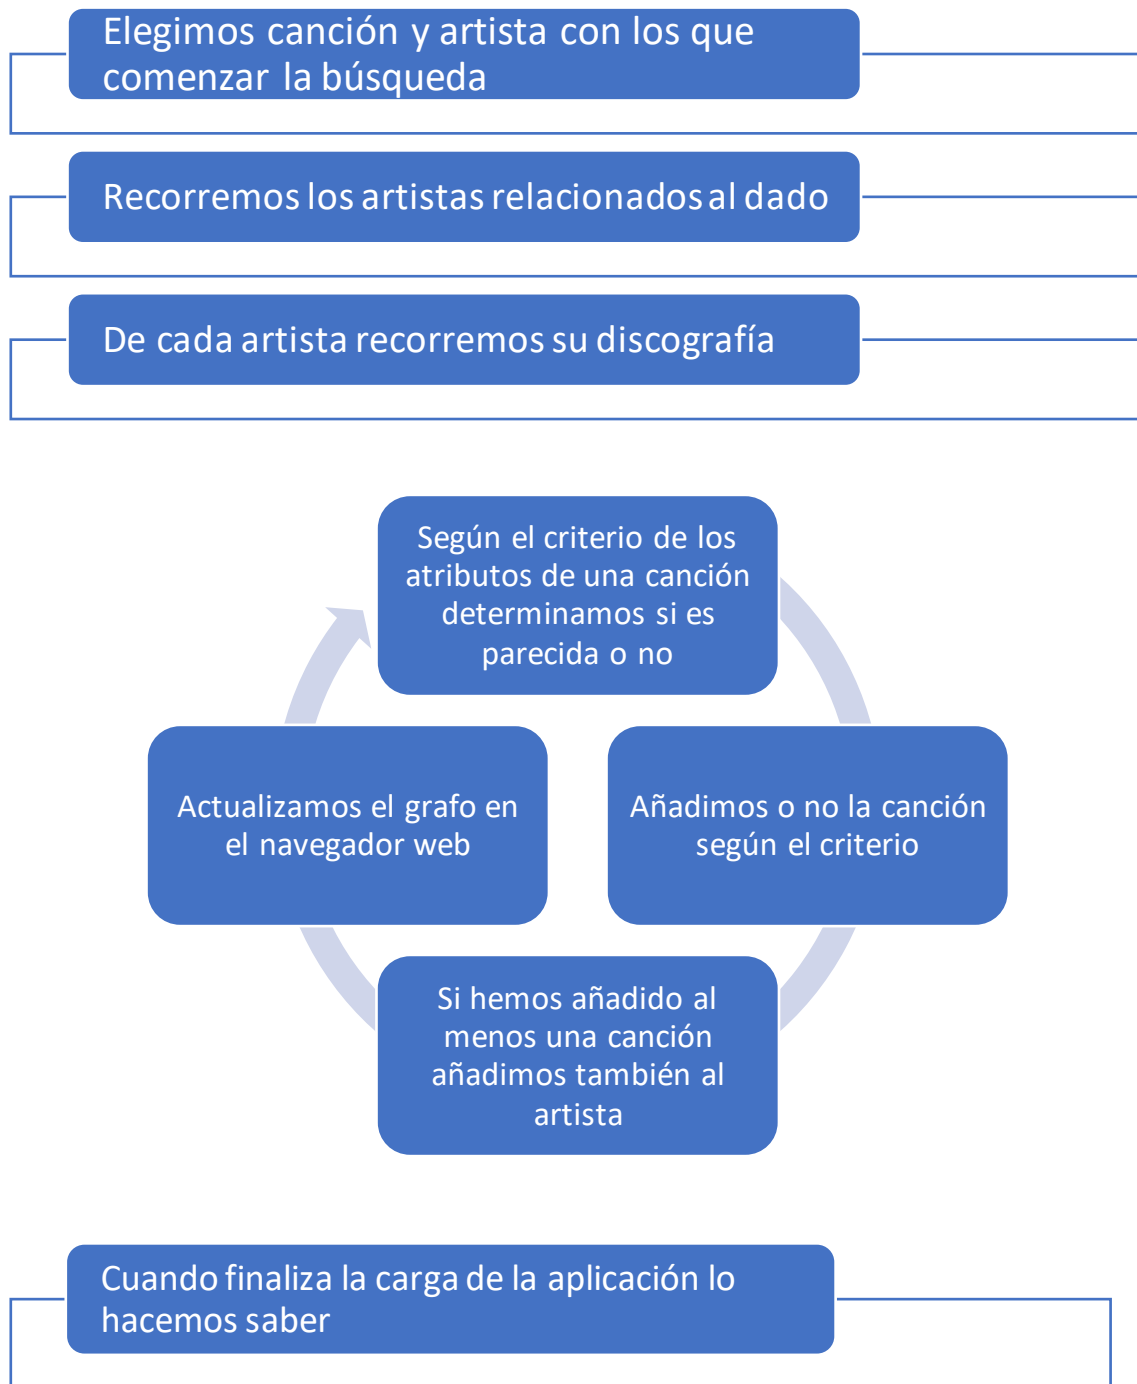 Elegimos canción y artista con los que
comenzar la búsqueda
Recorremos los artistas relacionados al dado
De cada artista recorremos su discografía
Según el criterio de los
atributos de una canción
determinamos si es
parecida o no
Añadimos o no la canción
según el criterio
Si hemos añadido al
menos una canción
añadimos también al
artista
Actualizamos el grafo en
el navegador web
Cuando finaliza la carga de la aplicación lo
hacemos saber